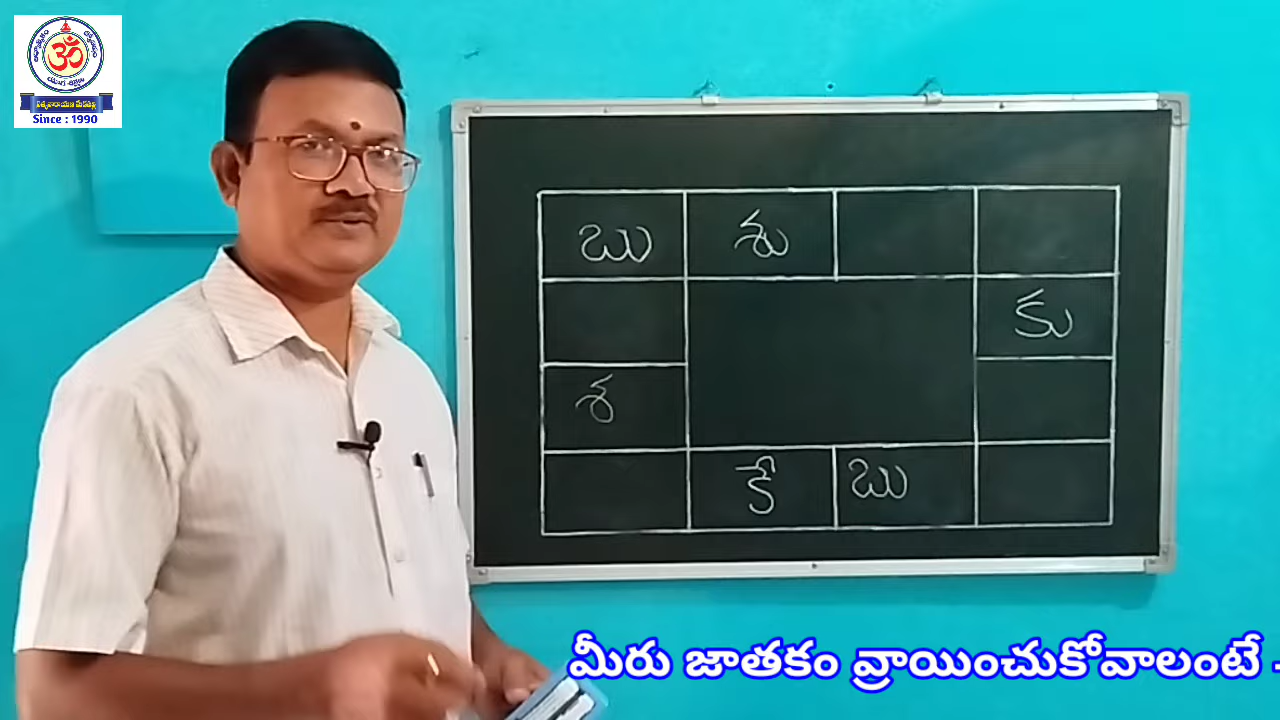 Since : 1990
బు శు
కు
శ
కే బు
మీరు జాతకం వ్రాయించుకోవాలంటే -